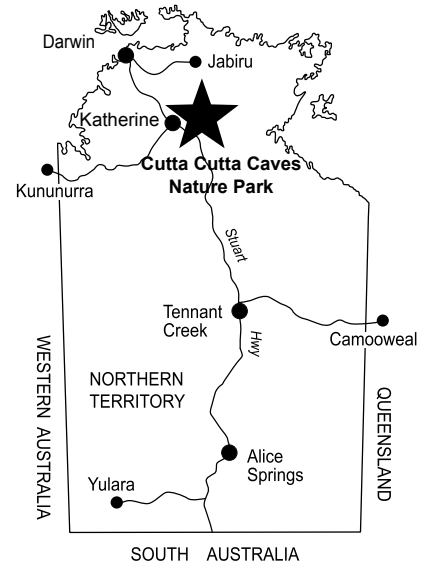 Darwin
Jabiru
Katherine
Cutta Cutta Caves
Nature Park
Kununurra
Stuart
Tennant
Creek
Hwy
Camooweal
WESTERN AUSTRALIA
NORTHERN
TERRITORY
QUEENSLAND
Alice
Springs
Yulara
SOUTH AUSTRALIA